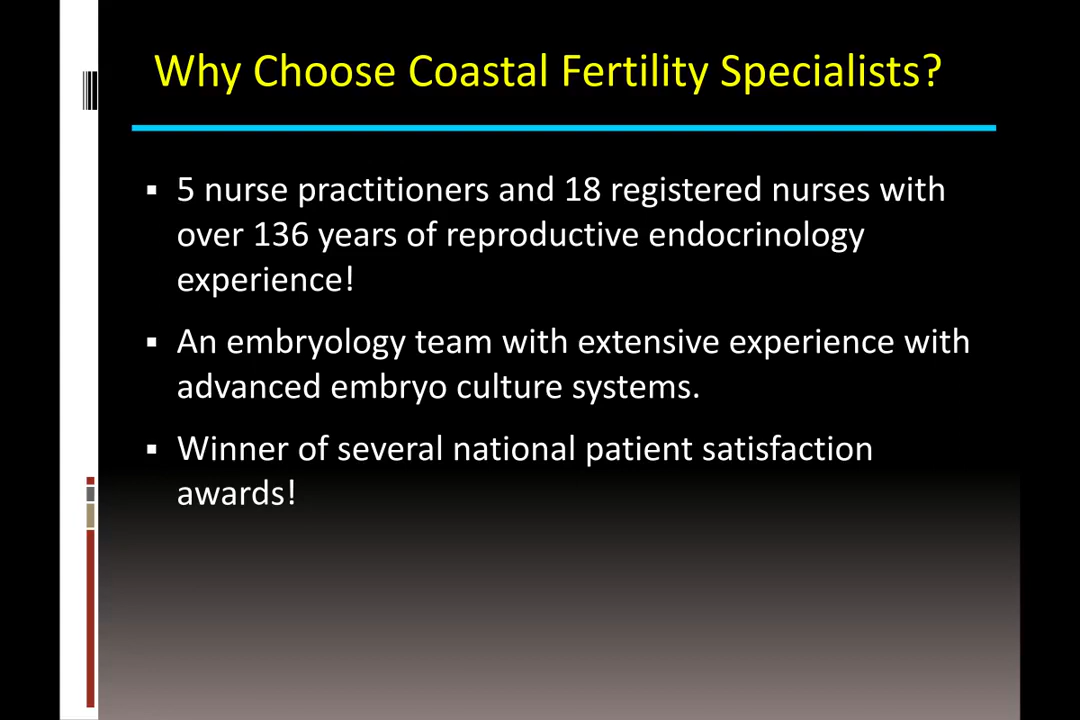 Why Choose Coastal Fertility Specialists?
▪ 5 nurse practitioners and 18 registered nurses with
over 136 years of reproductive endocrinology
experience!
▪ An embryology team with extensive experience with
advanced embryo culture systems.
▪ Winner of several national patient satisfaction
awards!